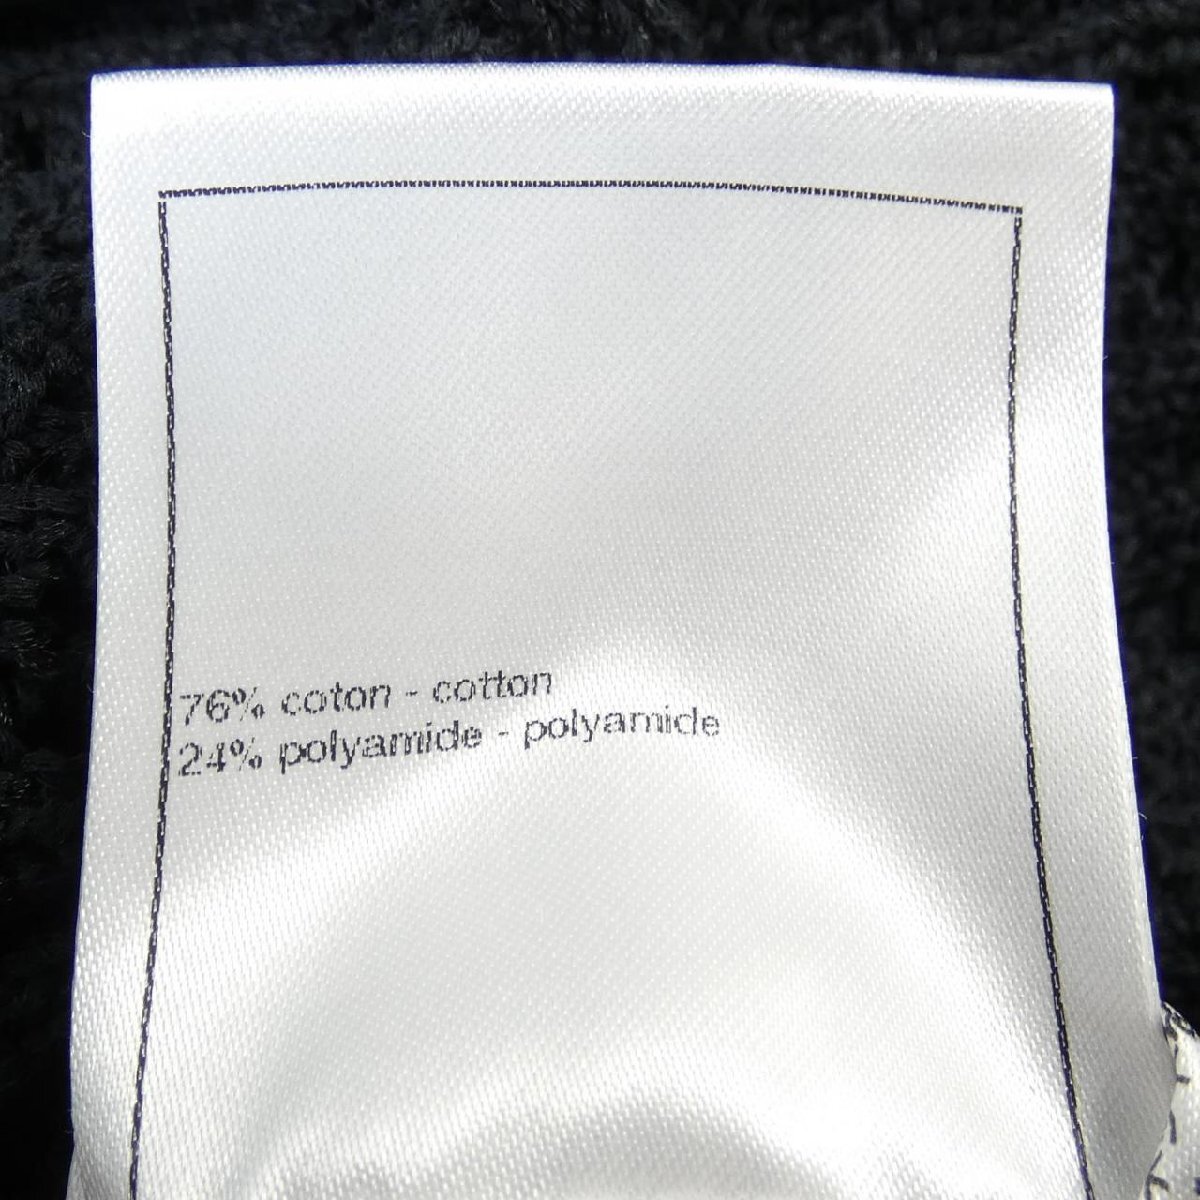 76% coton - cotton
24% polyamide - polyamide